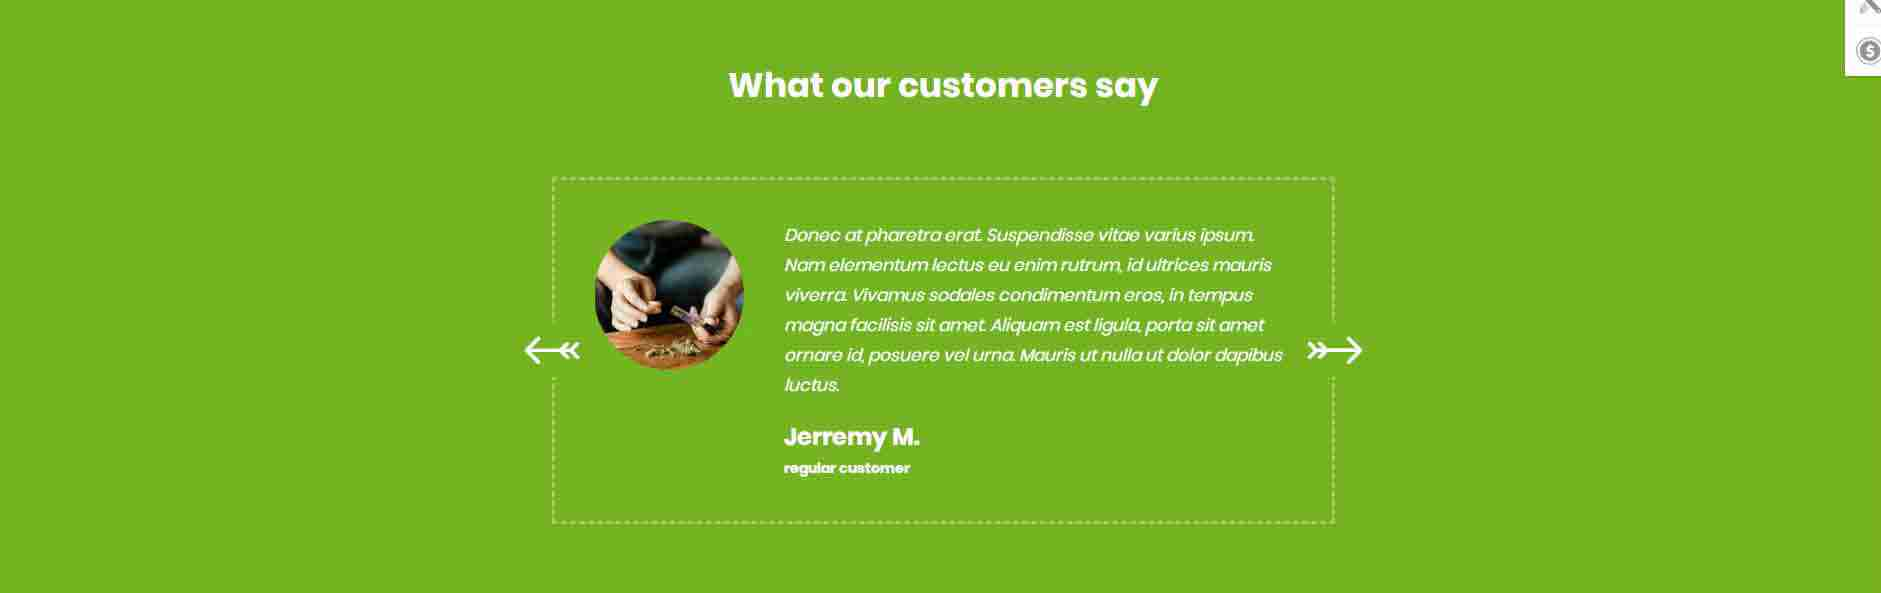 What our customers say
Donec at pharetra erat. Suspendisse vitae varius ipsum.
Nam elementum lectus eu enim rutrum, id ultrices mauris
viverra. Vivamus sodales condimentum eros, in tempus
magna facilisis sit amet. Aliquam est ligula, porta sit amet
ornare id, posuere vel urna. Mauris ut nulla ut dolor dapibus
luctus.
Jerremy M.
regular customer